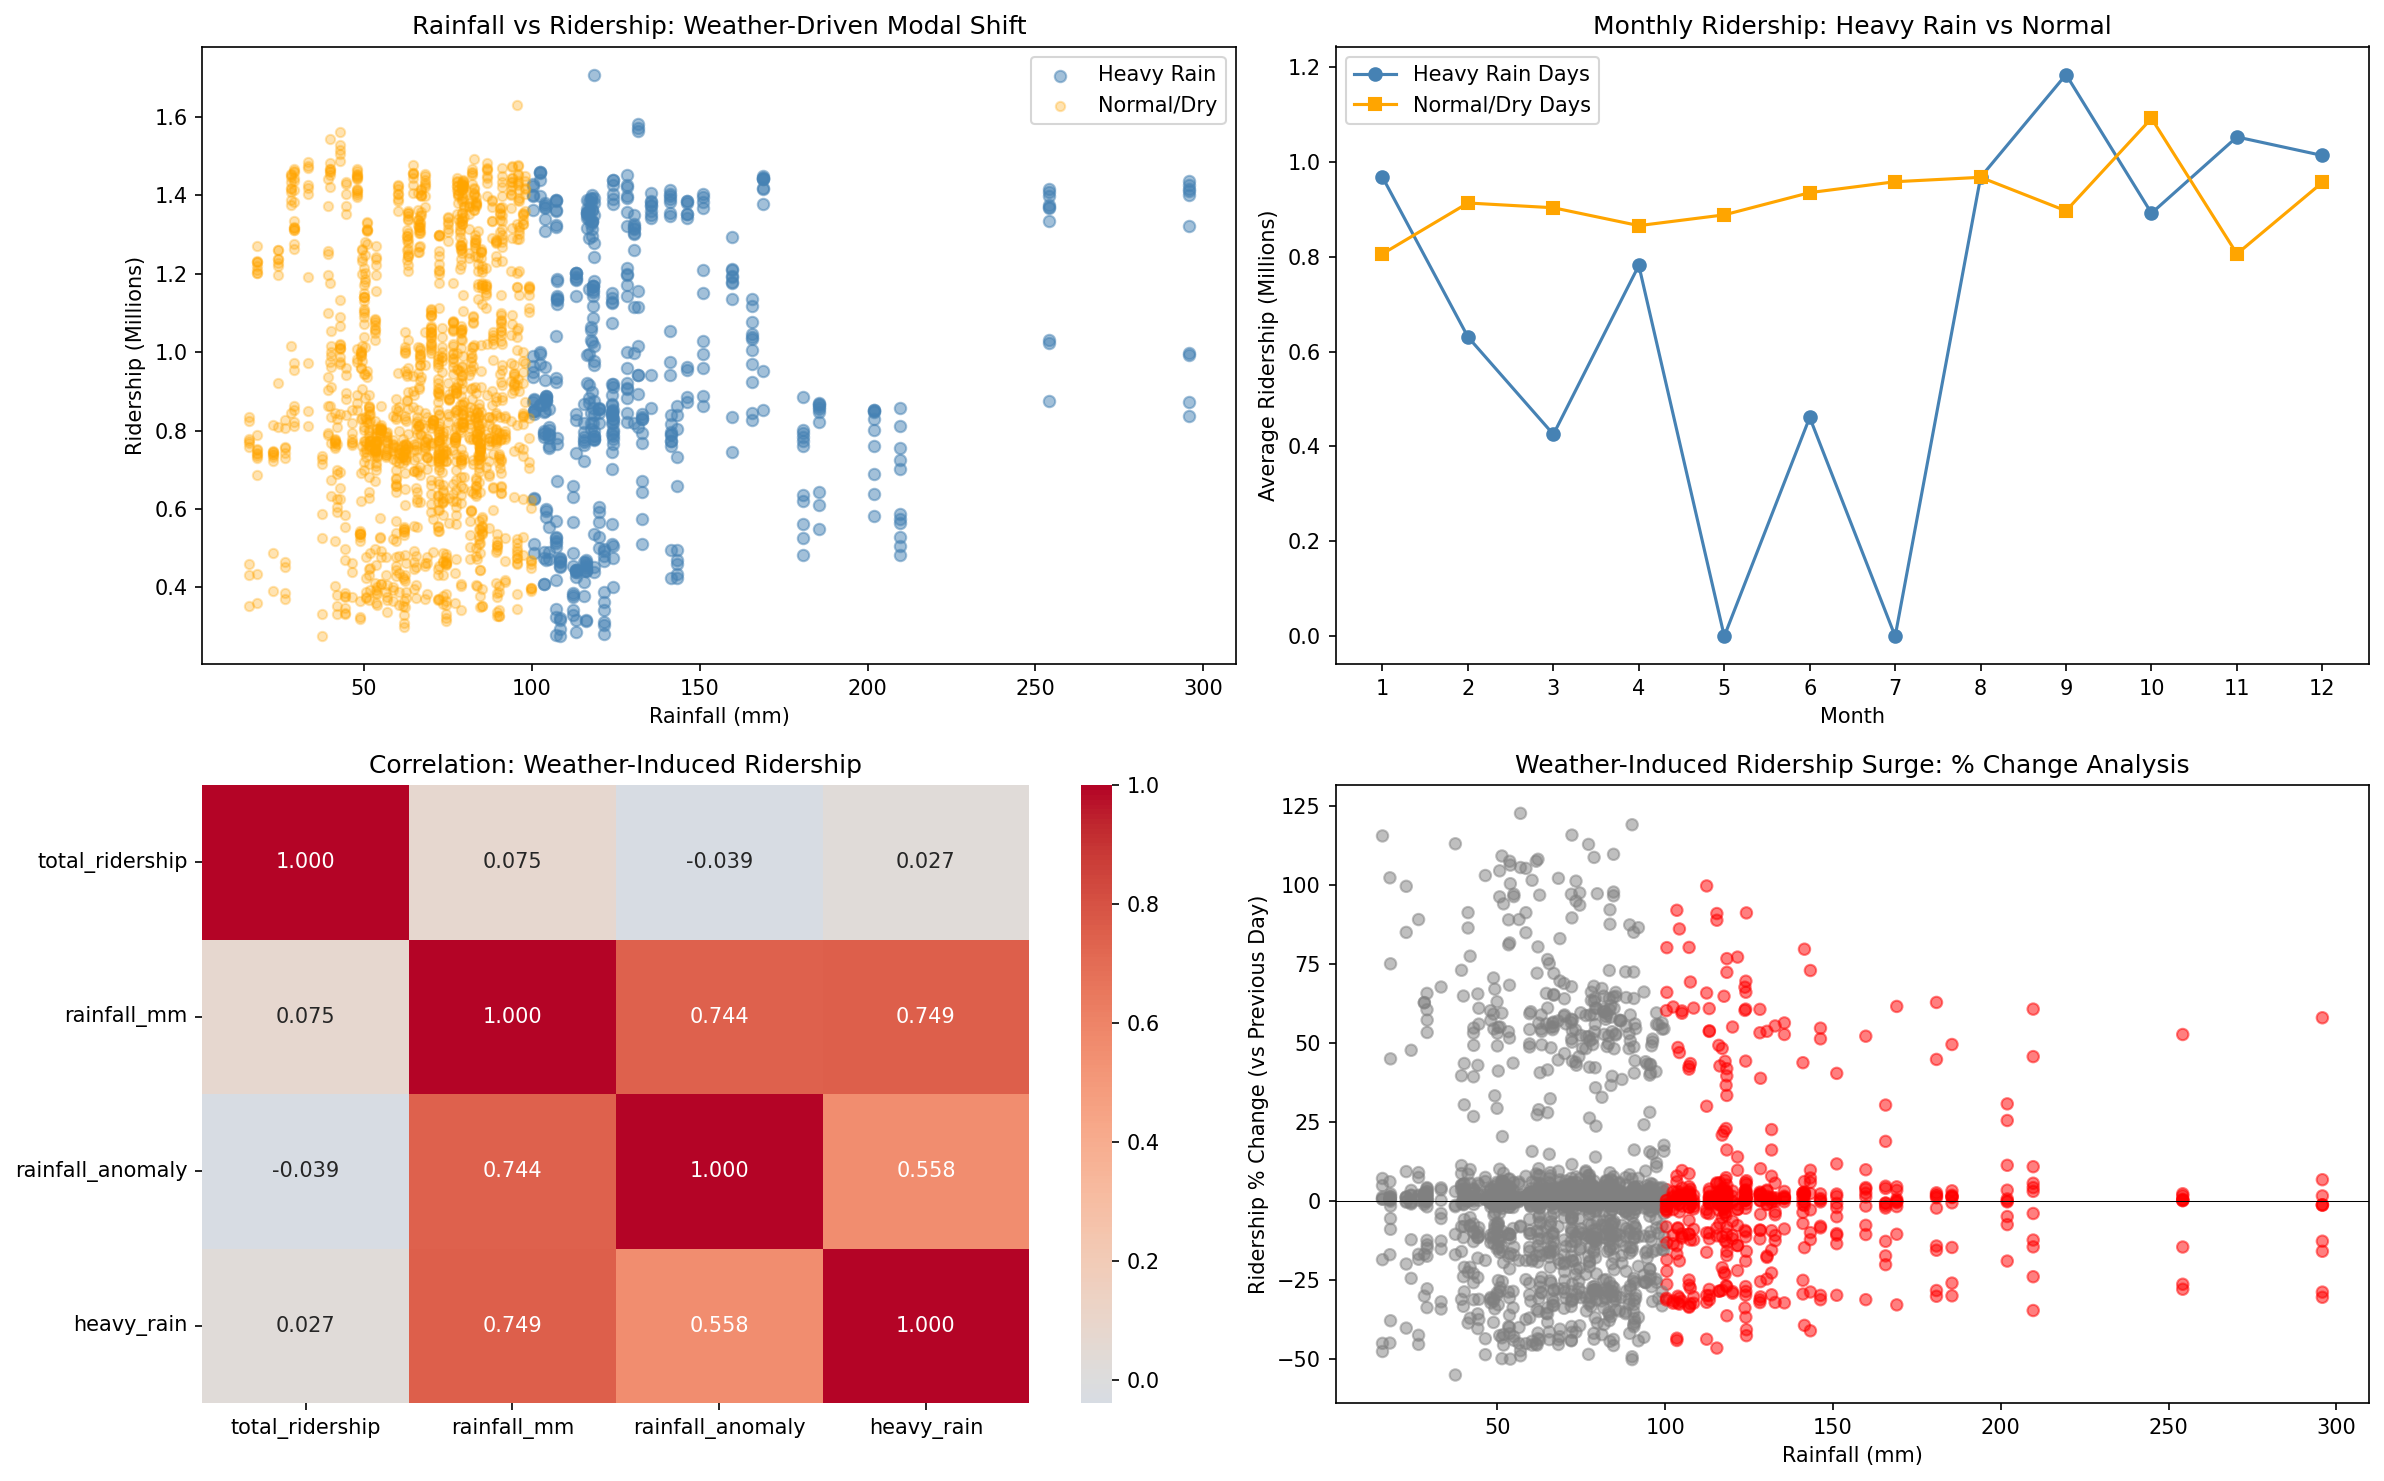 Rainfall vs Ridership: Weather-Driven Modal Shift
Heavy Rain
Normal/Dry
Ridership (Millions)
1.6
1.4
1.2
1.0
0.8
0.6
0.4
50 100 150 200 250 300
Rainfall (mm)
Monthly Ridership: Heavy Rain vs Normal
Heavy Rain Days
Normal/Dry Days
Average Ridership (Millions)
1.2
1.0
0.8
0.6
0.4
0.2
0.0
1 2 3 4 5 6 7 8 9 10 11 12
Month
Correlation: Weather-Induced Ridership
total_ridership 1.000 0.075 -0.039 0.027
rainfall_mm 0.075 1.000 0.744 0.749
rainfall_anomaly -0.039 0.744 1.000 0.558
heavy_rain 0.027 0.749 0.558 1.000
total_ridership rainfall_mm rainfall_anomaly heavy_rain
1.0
0.8
0.6
0.4
0.2
0.0
Weather-Induced Ridership Surge: % Change Analysis
Ridership % Change (vs Previous Day)
125
100
75
50
25
0
−25
−50
50 100 150 200 250 300
Rainfall (mm)